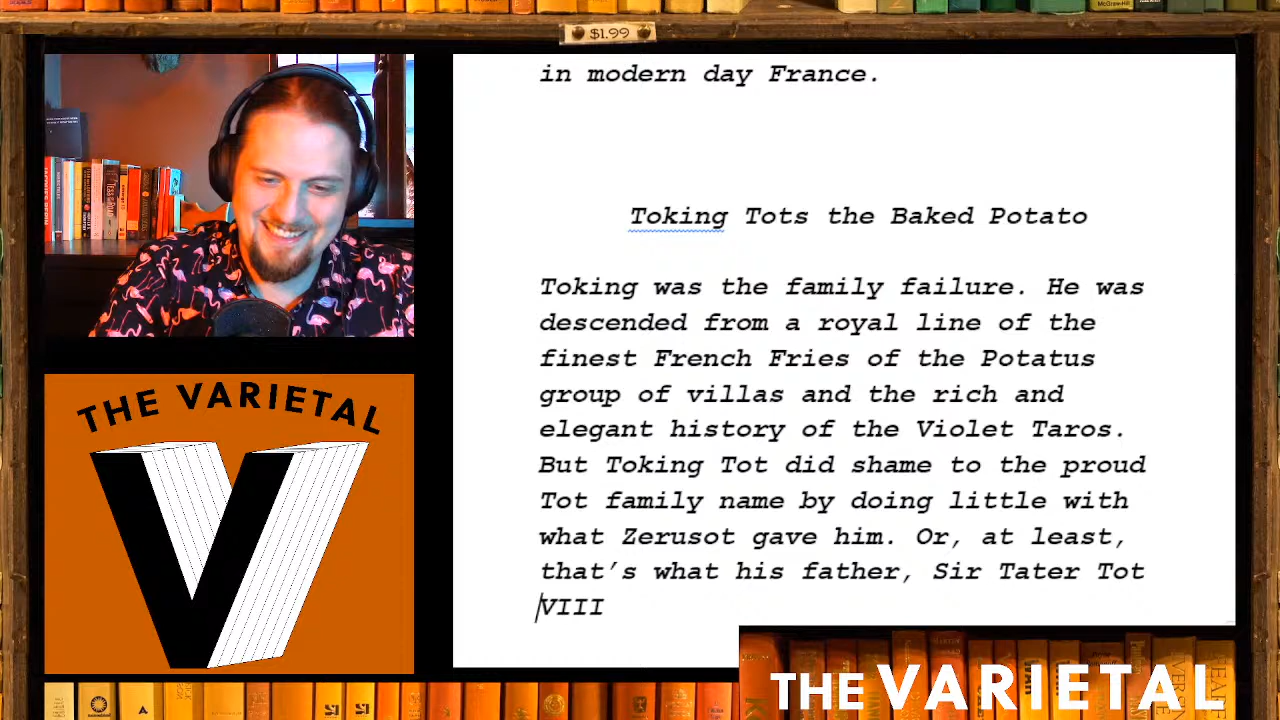 McGraw-Hill
$1.99
in modern day France.
Toking Tots the Baked Potato
Toking was the family failure. He was
descended from a royal line of the
finest French Fries of the Potatus
group of villas and the rich and
elegant history of the Violet Taros.
But Toking Tot did shame to the proud
Tot family name by doing little with
what Zerusot gave him. Or, at least,
that's what his father, Sir Tater Tot
VIII
THE VARIETAL
THE VARIETAL